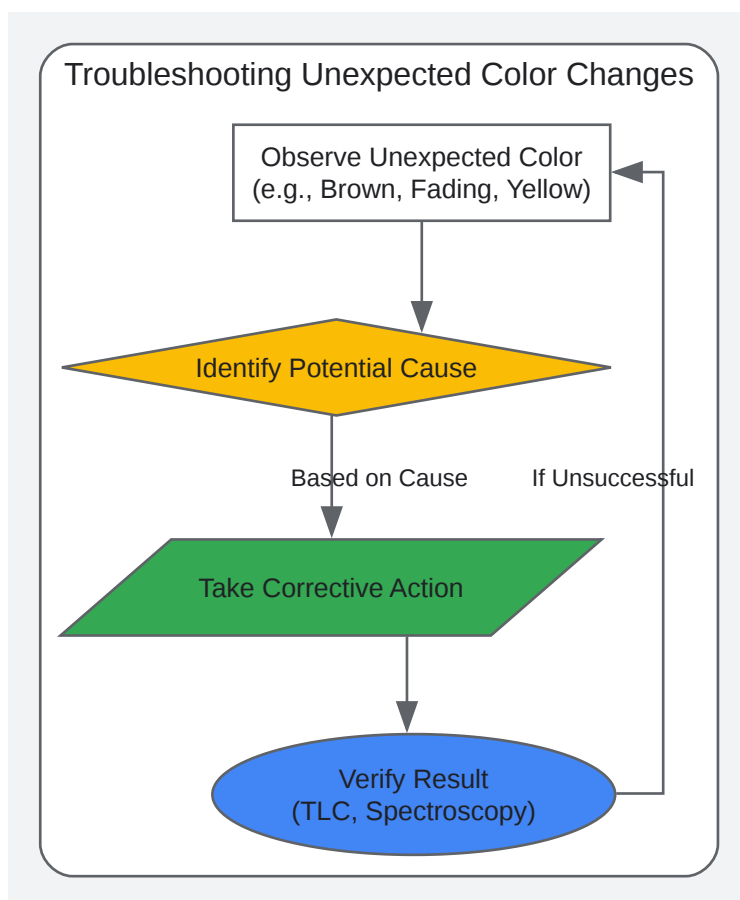 Troubleshooting Unexpected Color Changes
Observe Unexpected Color
(e.g., Brown, Fading, Yellow)
Identify Potential Cause
Based on Cause
If Unsuccessful
Take Corrective Action
Verify Result
(TLC, Spectroscopy)